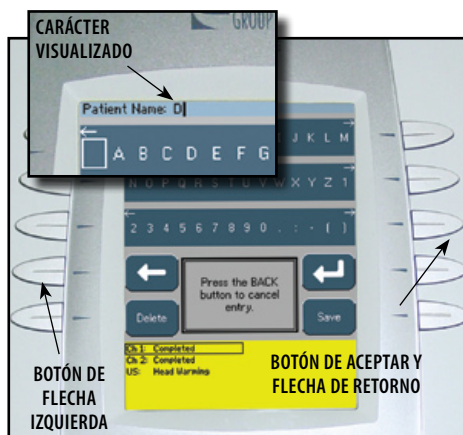 GROUP
CARÁCTER
VISUALIZADO
Patient Name: D
A B C D E F G
J K L M
N O P Q R S T U V W X Y Z 1
2 3 4 5 6 7 8 9 0 . : - ( )
Press the BACK
button to cancel
entry.
Delete
Save
Ch 1: Completed
Ch 2: Completed
US: Head Warming
BOTÓN DE
FLECHA
IZQUIERDA
BOTÓN DE ACEPTAR Y
FLECHA DE RETORNO